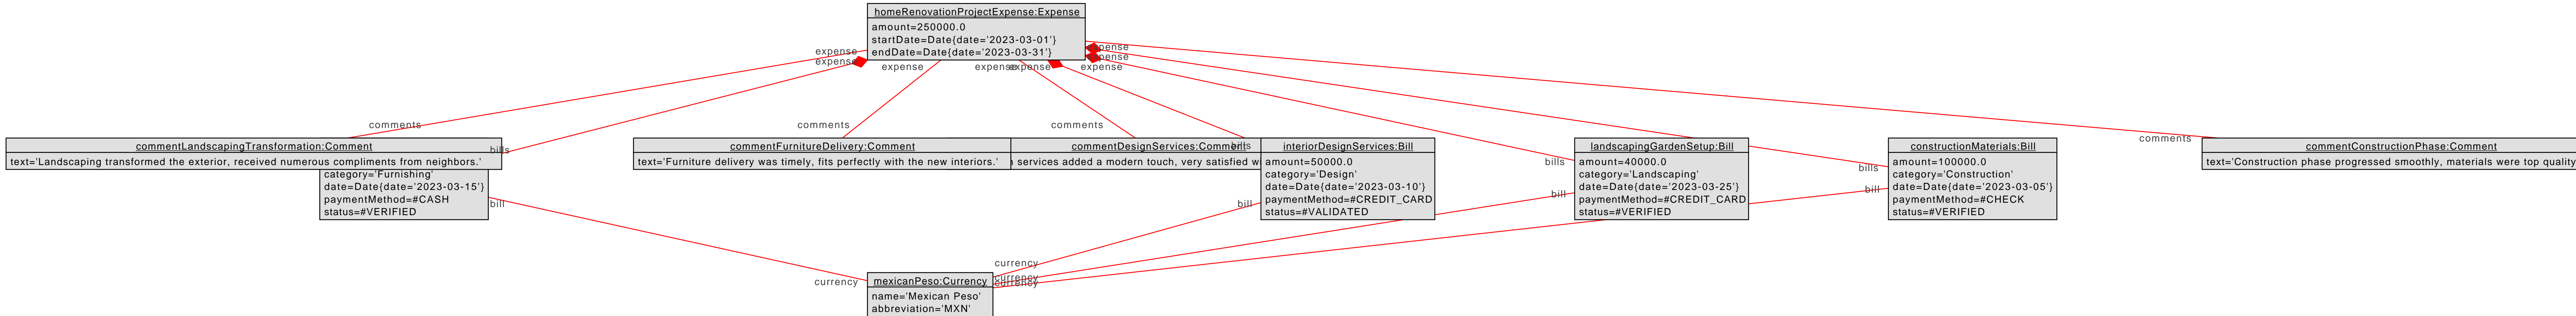 homeRenovationProjectExpense:Expense
amount=250000.0
startDate=Date{date='2023-03-01'}
endDate=Date{date='2023-03-31'}
expense
expense
expense
expense
expense
expense
expense
expense
comments
comments
comments
comments
commentLandscapingTransformation:Comment
text='Landscaping transformed the exterior, received numerous compliments from neighbors.'
bills
category='Furnishing'
date=Date{date='2023-03-15'}
paymentMethod=#CASH
status=#VERIFIED
bill
commentFurnitureDelivery:Comment
text='Furniture delivery was timely, fits perfectly with the new interiors.'
commentDesignServices:Comment
services added a modern touch, very satisfied
bills
interiorDesignServices:Bill
amount=50000.0
category='Design'
date=Date{date='2023-03-10'}
paymentMethod=#CREDIT_CARD
status=#VALIDATED
bill
bills
landscapingGardenSetup:Bill
amount=40000.0
category='Landscaping'
date=Date{date='2023-03-25'}
paymentMethod=#CREDIT_CARD
status=#VERIFIED
bill
bills
constructionMaterials:Bill
amount=100000.0
category='Construction'
date=Date{date='2023-03-05'}
paymentMethod=#CHECK
status=#VERIFIED
bill
commentConstructionPhase:Comment
text='Construction phase progressed smoothly, materials were top quality
currency
currency
currency
currency
mexicanPeso:Currency
name='Mexican Peso'
abbreviation='MXN'